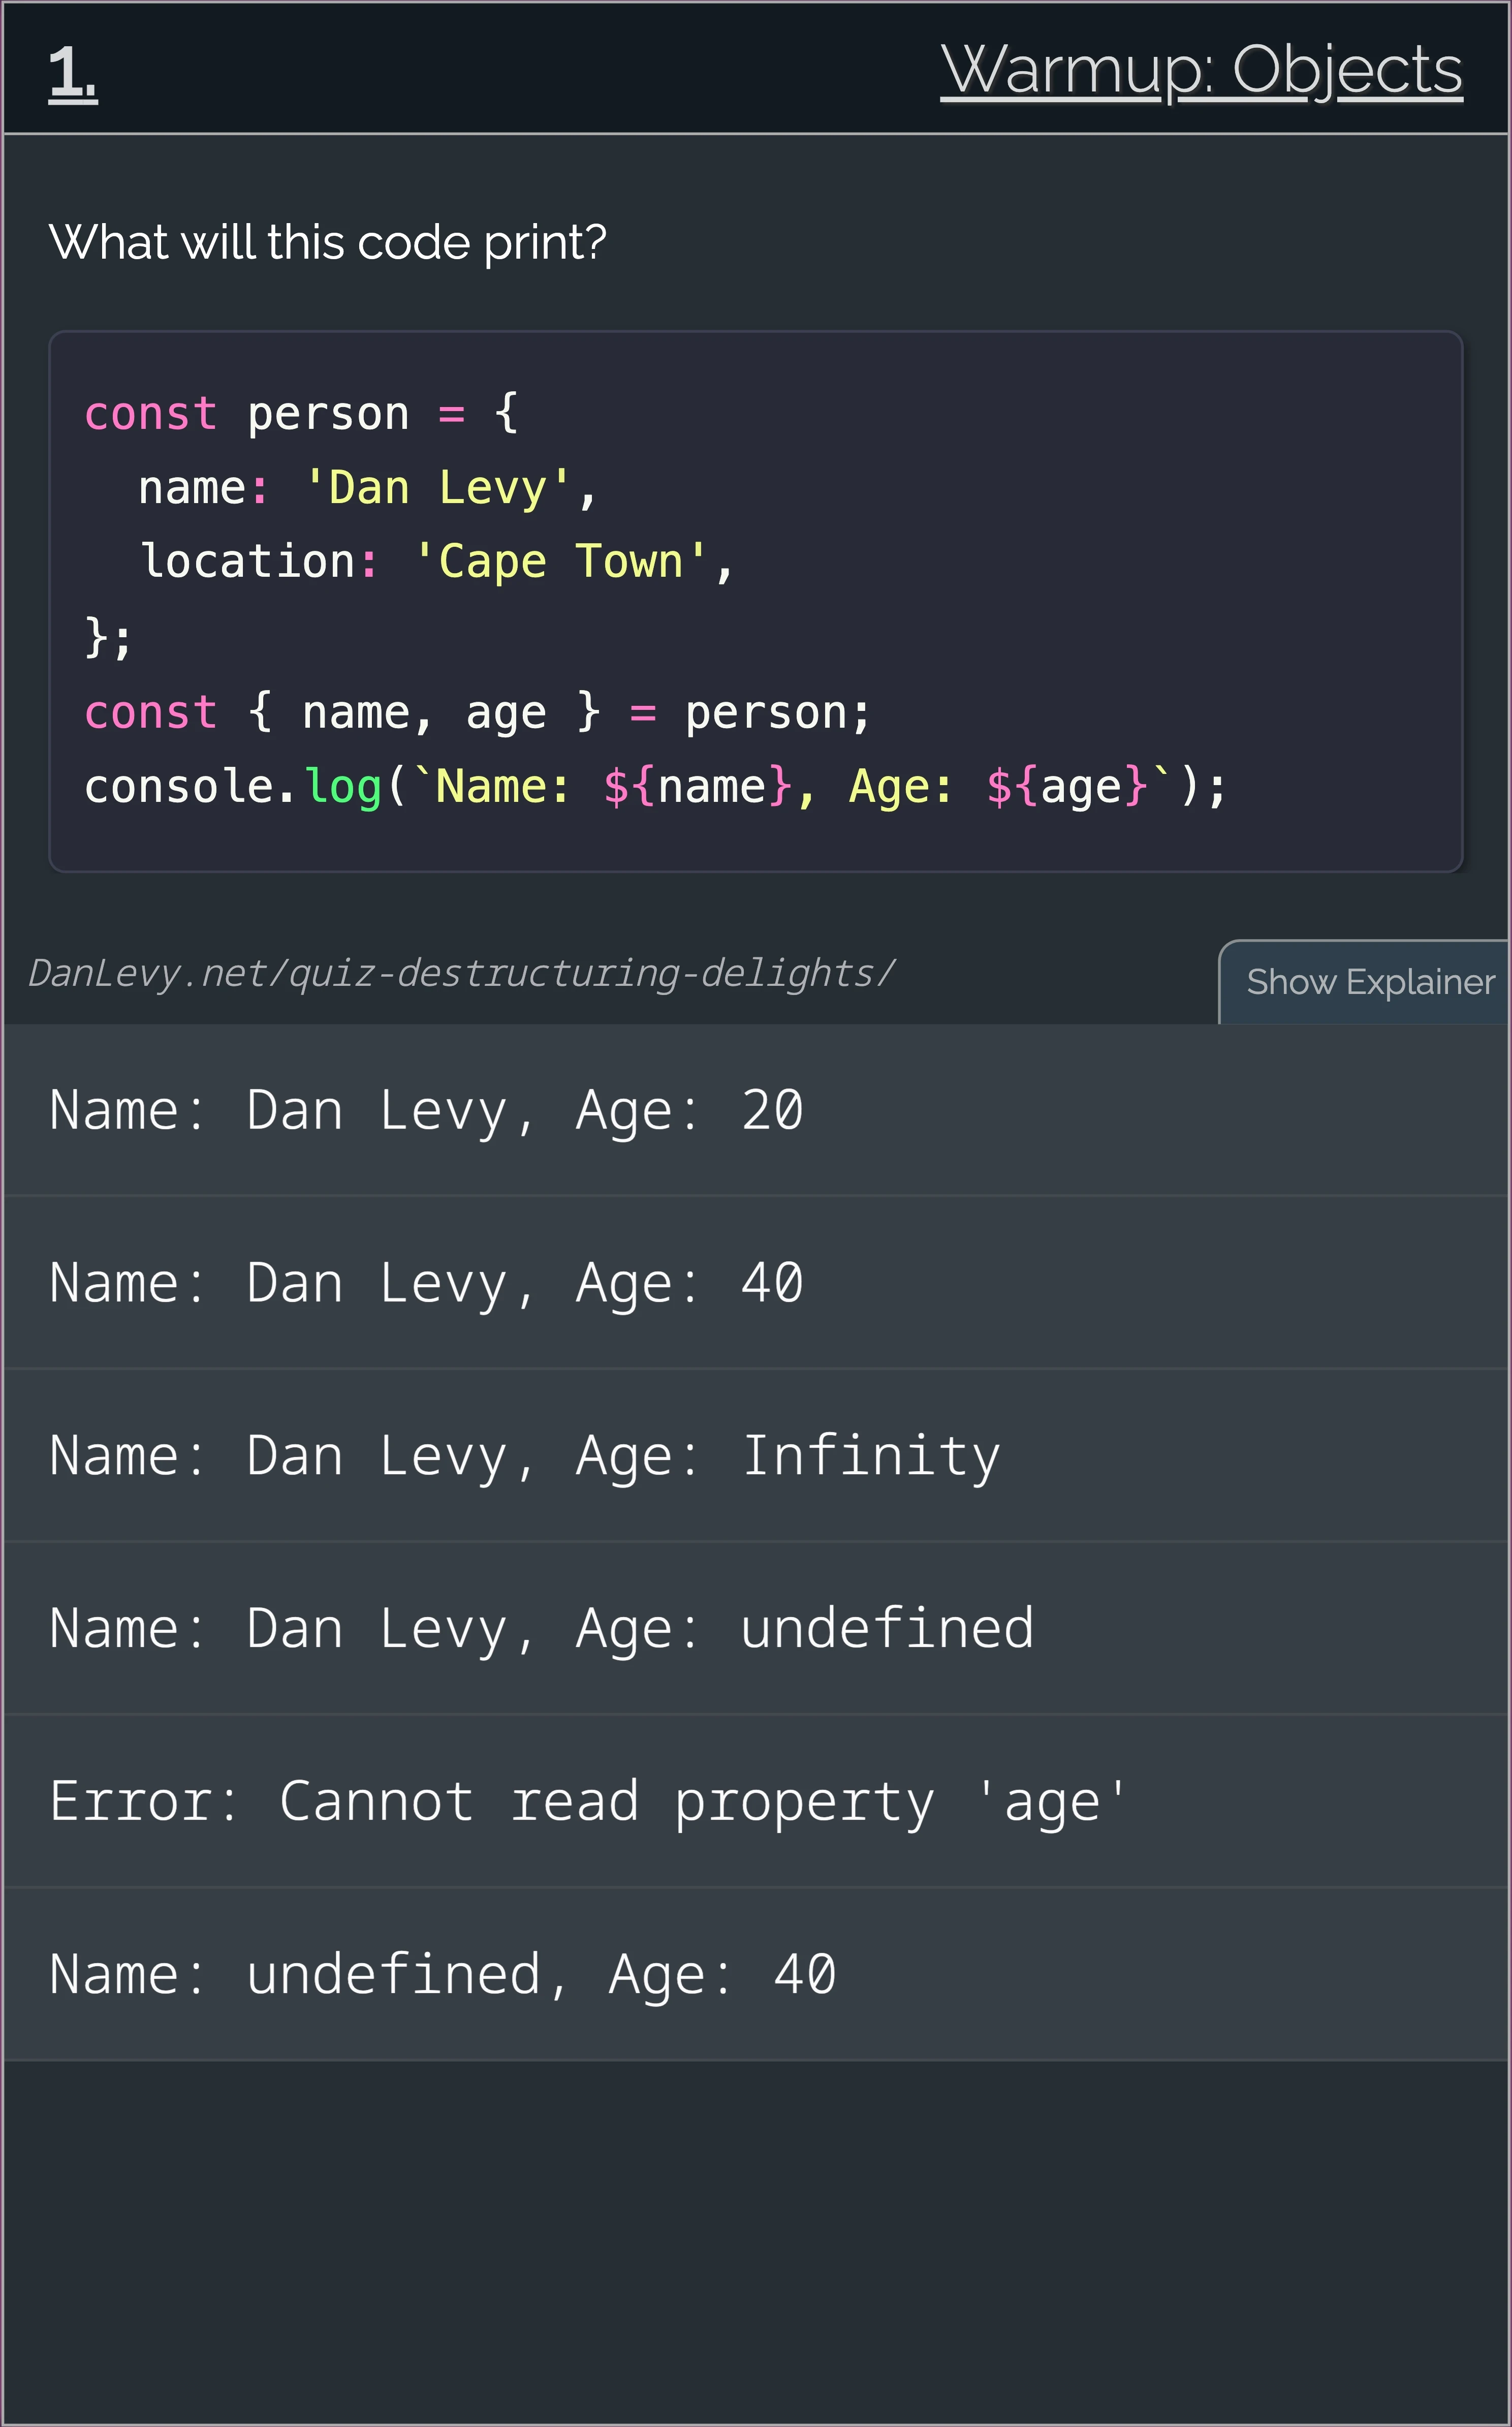 1.
Warmup: Objects
What will this code print?
const person = {
  name: 'Dan Levy',
  location: 'Cape Town',
};
const { name, age } = person;
console.log(`Name: ${name}, Age: ${age}`);
DanLevy.net/quiz-destructuring-delights/
Show Explainer
Name: Dan Levy, Age: 20
Name: Dan Levy, Age: 40
Name: Dan Levy, Age: Infinity
Name: Dan Levy, Age: undefined
Error: Cannot read property 'age'
Name: undefined, Age: 40